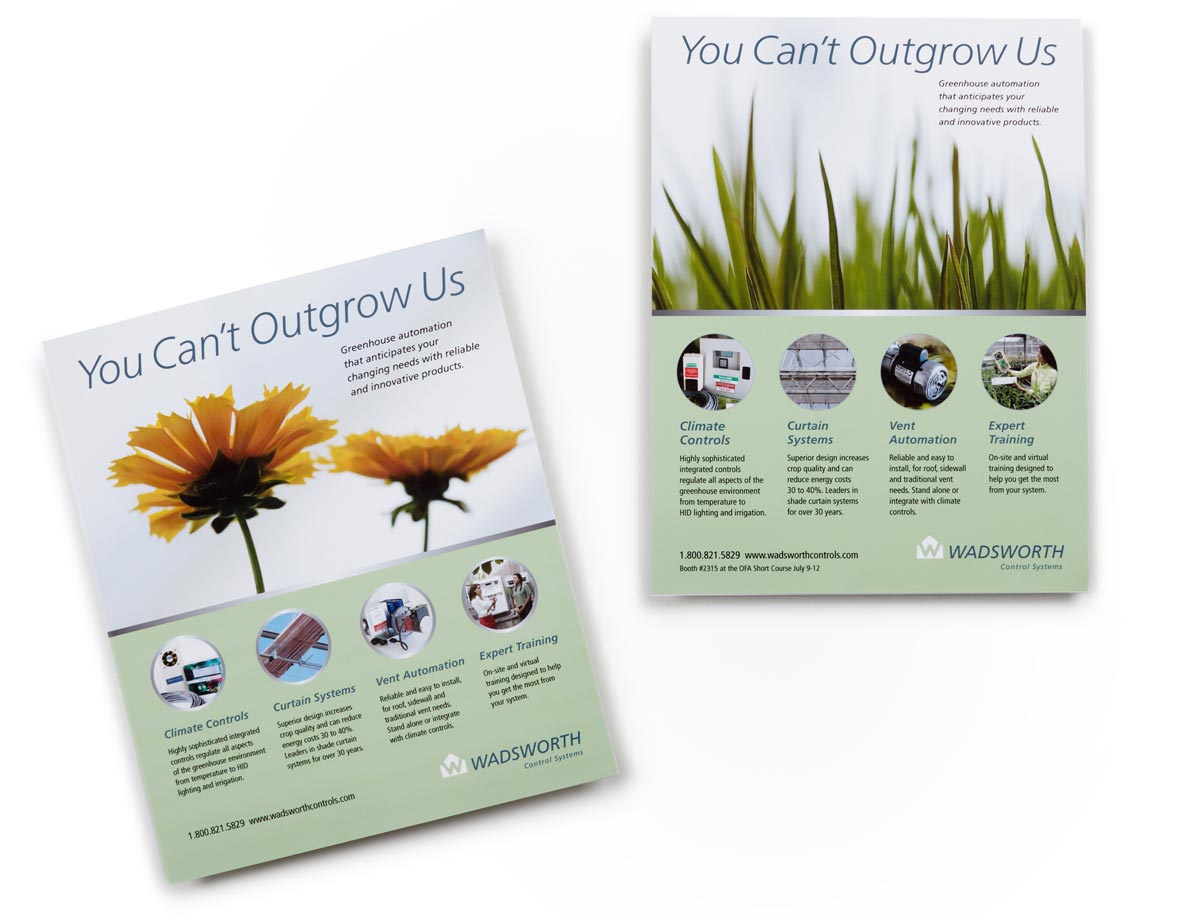 You Can't Outgrow Us
Greenhouse automation
that anticipates your
changing needs with reliable
and innovative products.
Climate Controls
Highly sophisticated integrated
controls regulate all aspects
of the greenhouse environment
from temperature to HID
lighting and irrigation.
Curtain Systems
Superior design increases
crop quality and can reduce
energy costs 30 to 40%.
Leaders in shade curtain
systems for over 30 years.
Vent Automation
Reliable and easy to install,
for roof, sidewall and
traditional vent needs.
Stand alone or integrate
with climate controls.
Expert Training
On-site and virtual
training designed to help
you get the most from
your system.
W WADSWORTH
Control Systems
1.800.821.5829 www.wadsworthcontrols.com
You Can't Outgrow Us
Greenhouse automation
that anticipates your
changing needs with reliable
and innovative products.
Climate
Controls
Highly sophisticated
integrated controls
regulate all aspects of the
greenhouse environment
from temperature to
HID lighting and irrigation.
Curtain
Systems
Superior design increases
crop quality and can
reduce energy costs
30 to 40%. Leaders in
shade curtain systems
for over 30 years.
Vent
Automation
Reliable and easy to
install, for roof, sidewall
and traditional vent
needs. Stand alone or
integrate with climate
controls.
Expert
Training
On-site and virtual
training designed to
help you get the most
from your system.
1.800.821.5829 www.wadsworthcontrols.com
Booth #2315 at the OFA Short Course July 9-12
W WADSWORTH
Control Systems